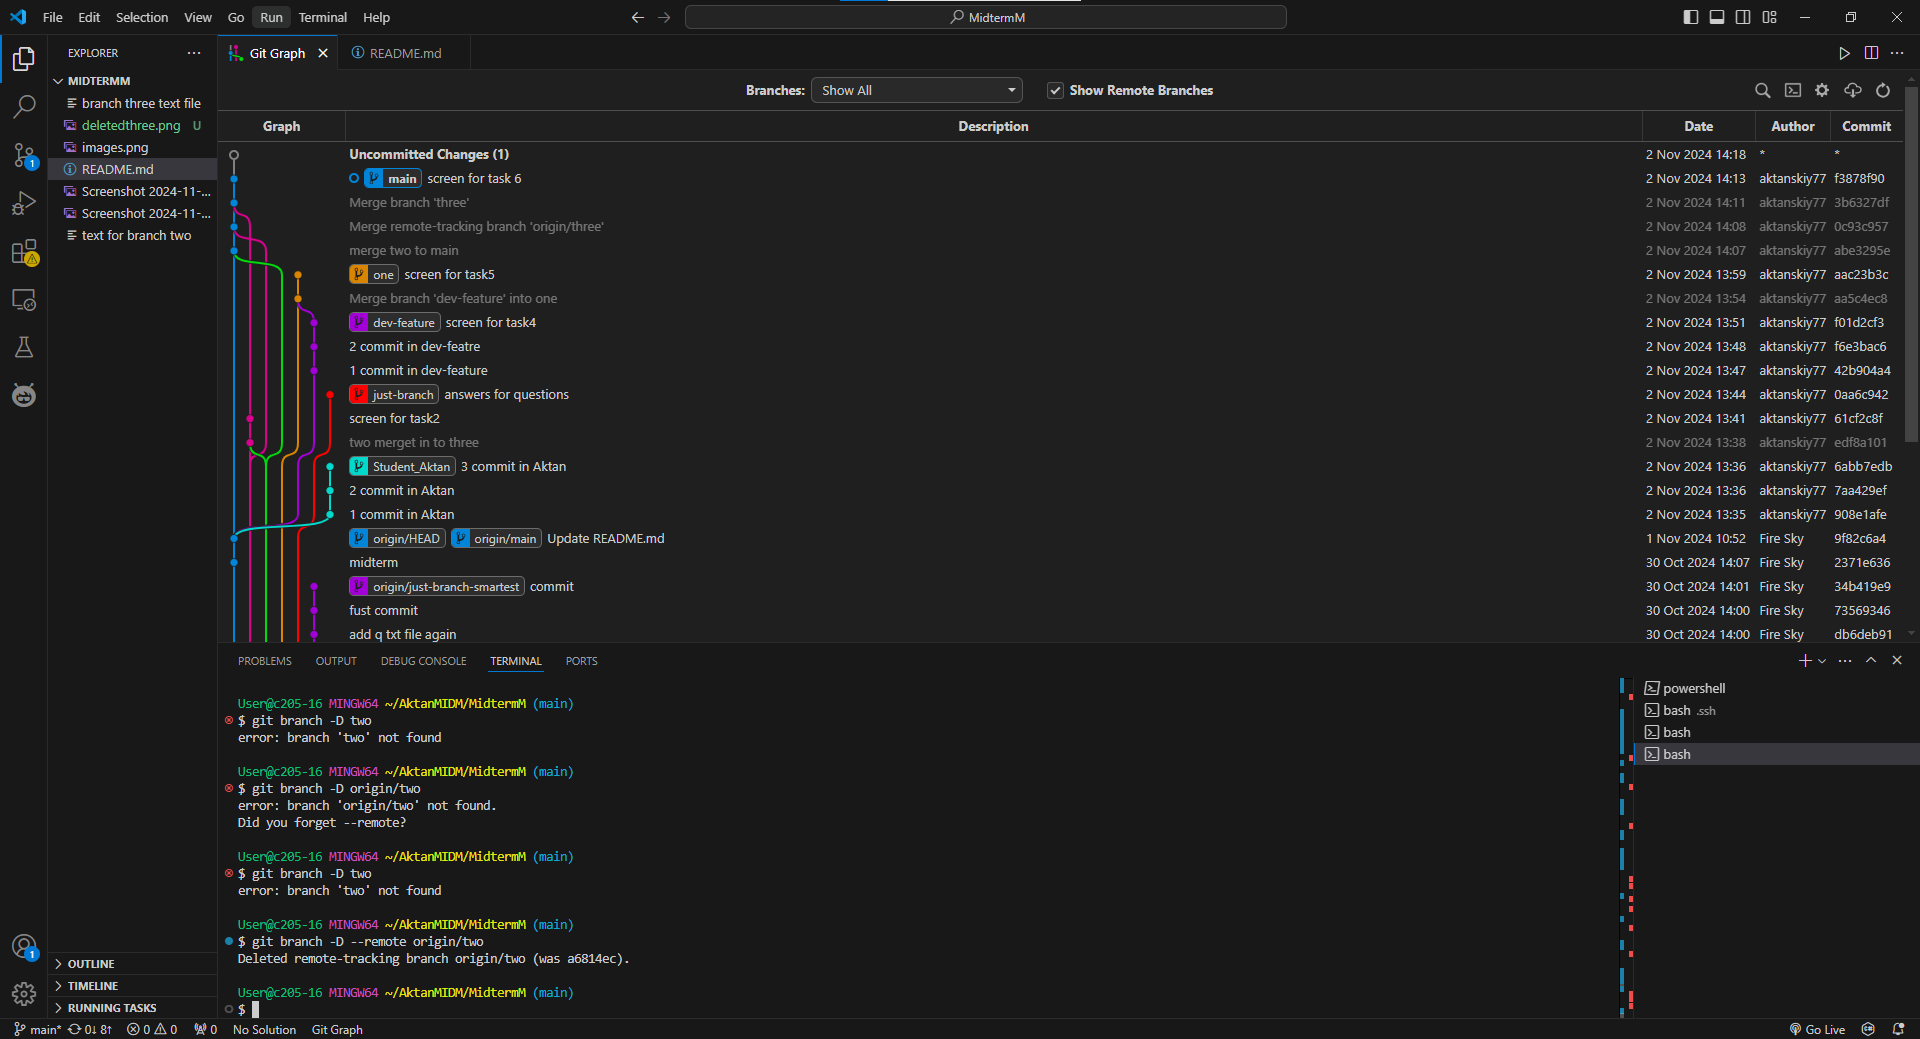 File Edit Selection View Go Run Terminal Help
MidtermM
EXPLORER
Git Graph
README.md
MIDTERMM
branch three text file
deletedthree.png U
images.png
README.md
Screenshot 2024-11-...
Screenshot 2024-11-...
text for branch two
Branches: Show All Show Remote Branches
Graph Description Date Author Commit
Uncommitted Changes (1) 2 Nov 2024 14:18 * *
main screen for task 6 2 Nov 2024 14:13 aktanskiy77 f3878f90
Merge branch 'three' 2 Nov 2024 14:11 aktanskiy77 3b6327df
Merge remote-tracking branch 'origin/three' 2 Nov 2024 14:08 aktanskiy77 0c93c957
merge two to main 2 Nov 2024 14:07 aktanskiy77 abe3295e
one screen for task5 2 Nov 2024 13:59 aktanskiy77 aac23b3c
Merge branch 'dev-feature' into one 2 Nov 2024 13:54 aktanskiy77 aa5c4ec8
dev-feature screen for task4 2 Nov 2024 13:51 aktanskiy77 f01d2cf3
2 commit in dev-featre 2 Nov 2024 13:48 aktanskiy77 f6e3bac6
1 commit in dev-feature 2 Nov 2024 13:47 aktanskiy77 42b904a4
just-branch answers for questions 2 Nov 2024 13:44 aktanskiy77 0aa6c942
screen for task2 2 Nov 2024 13:41 aktanskiy77 61cf2c8f
two merget in to three 2 Nov 2024 13:38 aktanskiy77 edf8a101
Student_Aktan 3 commit in Aktan 2 Nov 2024 13:36 aktanskiy77 6abb7edb
2 commit in Aktan 2 Nov 2024 13:36 aktanskiy77 7aa429ef
1 commit in Aktan 2 Nov 2024 13:35 aktanskiy77 908e1afe
origin/HEAD origin/main Update README.md 1 Nov 2024 10:52 Fire Sky 9f82c6a4
midterm 30 Oct 2024 14:07 Fire Sky 2371e636
origin/just-branch-smartest commit 30 Oct 2024 14:01 Fire Sky 34b419e9
fust commit 30 Oct 2024 14:00 Fire Sky 73569346
add q txt file again 30 Oct 2024 14:00 Fire Sky db6deb91
PROBLEMS OUTPUT DEBUG CONSOLE TERMINAL PORTS
User@c205-16 MINGW64 ~/AktanMIDM/MidtermM (main)
$ git branch -D two
error: branch 'two' not found
User@c205-16 MINGW64 ~/AktanMIDM/MidtermM (main)
$ git branch -D origin/two
error: branch 'origin/two' not found.
Did you forget --remote?
User@c205-16 MINGW64 ~/AktanMIDM/MidtermM (main)
$ git branch -D two
error: branch 'two' not found
User@c205-16 MINGW64 ~/AktanMIDM/MidtermM (main)
$ git branch -D --remote origin/two
Deleted remote-tracking branch origin/two (was a6814ec).
User@c205-16 MINGW64 ~/AktanMIDM/MidtermM (main)
$
powershell
bash .ssh
bash
bash
1
1
OUTLINE
TIMELINE
RUNNING TASKS
main* 0↓ 8↑ 0 0 0 No Solution Git Graph Go Live